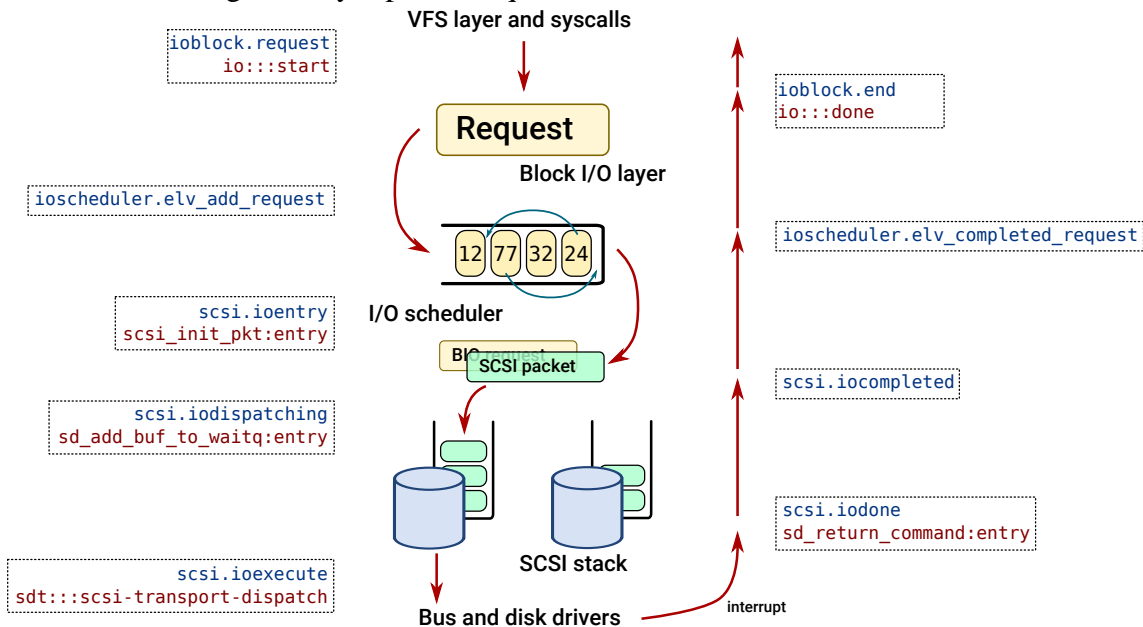 VFS layer and syscalls
ioblock.request
io:::start
ioblock.end
io:::done
Request
Block I/O layer
ioscheduler.elv_add_request
ioscheduler.elv_completed_request
12 77 32 24
I/O scheduler
scsi.ioentry
scsi_init_pkt:entry
BIO request
SCSI packet
scsi.iocompleted
scsi.iodispatching
sd_add_buf_to_waitq:entry
scsi.iodone
sd_return_command:entry
SCSI stack
scsi.ioexecute
sdt:::scsi-transport-dispatch
Bus and disk drivers
interrupt